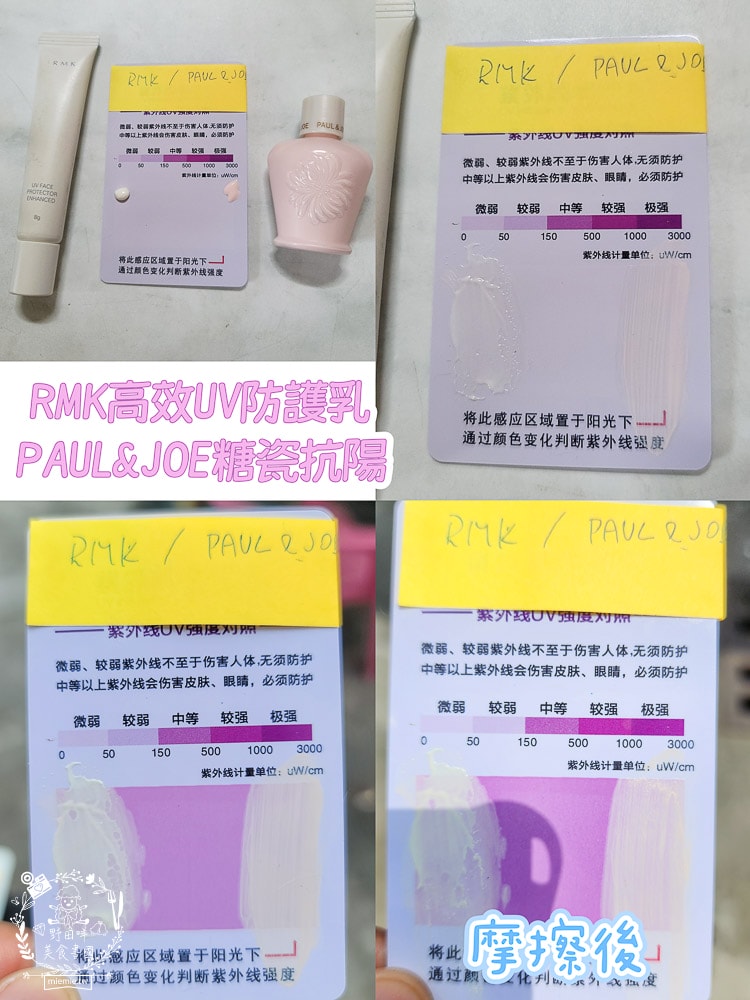 RMK
UV FACE
PROTECTOR
ENHANCED
8g
RMK / PAUL & JO
紫外线UV强度对照
微弱、较弱紫外线不至于伤害人体,无须防护
中等以上紫外线会伤害皮肤、眼睛，必须防护
微弱 较弱 中等 较强 极强
0 50 150 500 1000 3000
紫外线计量单位：uW/cm
将此感应区域置于阳光下
通过颜色变化判断紫外线强度
OE PAUL&J
RMK / PAUL & JO
紫外线UV强度对照
微弱、较弱紫外线不至于伤害人体,无须防护
中等以上紫外线会伤害皮肤、眼睛，必须防护
微弱 较弱 中等 较强 极强
0 50 150 500 1000 3000
紫外线计量单位：uW/cm
将此感应区域置于阳光下
通过颜色变化判断紫外线强度
RMK高效UV防護乳
PAUL&JOE糖瓷抗陽
RMK / PAUL & JO
紫外线UV强度对照
微弱、较弱紫外线不至于伤害人体,无须防护
中等以上紫外线会伤害皮肤、眼睛，必须防护
微弱 较弱 中等 较强 极强
0 50 150 500 1000 3000
紫外线计量单位：uW/cm
感应区域置于阳光下
过颜色变化判断紫外线强度
RMK / PAUL & JO
紫外线UV强度对照
微弱、较弱紫外线不至于伤害人体,无须防护
中等以上紫外线会伤害皮肤、眼睛，必须防护
微弱 较弱 中等 较强 极强
0 50 150 500 1000 3000
紫外线计量单位：uW/cm
将此
通过颜
摩擦後